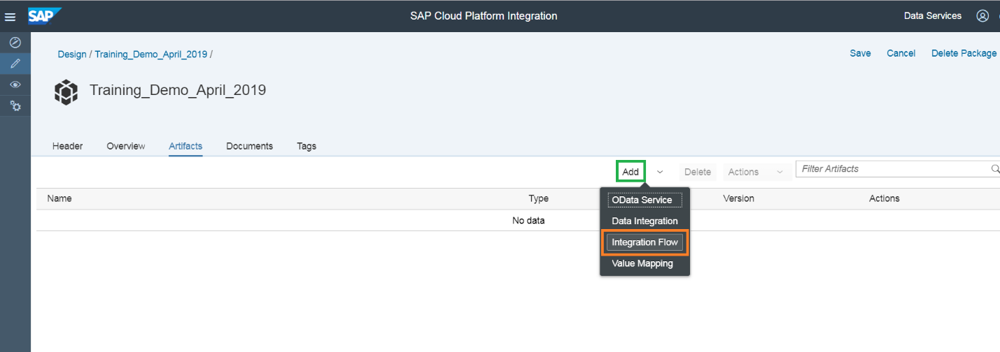 SAP SAP Cloud Platform Integration Data Services
Design / Training_Demo_April_2019 / Save Cancel Delete Package
Training_Demo_April_2019
Header Overview Artifacts Documents Tags
Add Delete Actions Filter Artifacts
Name Type Version Actions
OData Service
No data
Data Integration
Integration Flow
Value Mapping